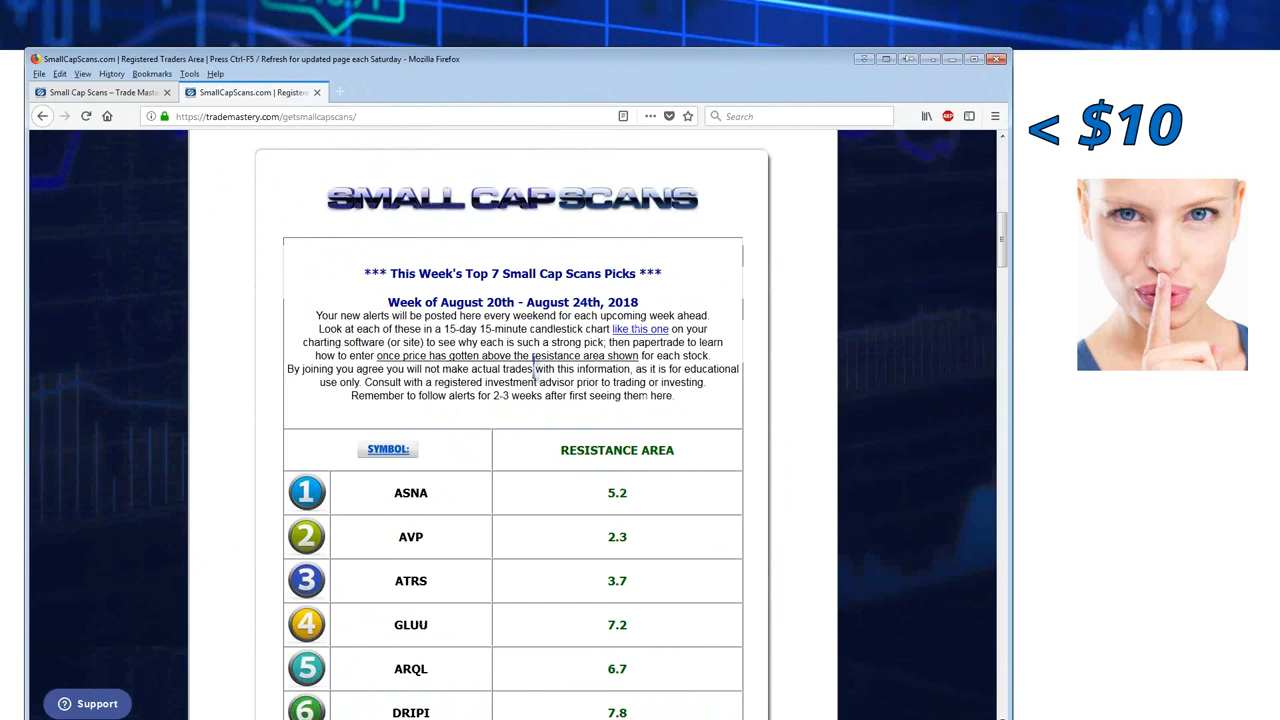 SmallCapScans.com | Registered Traders Area | Press Ctrl-F5 / Refresh for updated page each Saturday - Mozilla Firefox
File Edit View History Bookmarks Tools Help
Small Cap Scans – Trade Maste
SmallCapScans.com | Registere
https://trademastery.com/getsmallcapscans/
Search
ABP
< $10
SMALL CAP SCANS
*** This Week's Top 7 Small Cap Scans Picks ***
Week of August 20th - August 24th, 2018
Your new alerts will be posted here every weekend for each upcoming week ahead.
Look at each of these in a 15-day 15-minute candlestick chart like this one on your
charting software (or site) to see why each is such a strong pick; then papertrade to learn
how to enter once price has gotten above the resistance area shown for each stock.
By joining you agree you will not make actual trades with this information, as it is for educational
use only. Consult with a registered investment advisor prior to trading or investing.
Remember to follow alerts for 2-3 weeks after first seeing them here.
SYMBOL: RESISTANCE AREA
1 ASNA 5.2
2 AVP 2.3
3 ATRS 3.7
4 GLUU 7.2
5 ARQL 6.7
6 DRIPI 7.8
Support